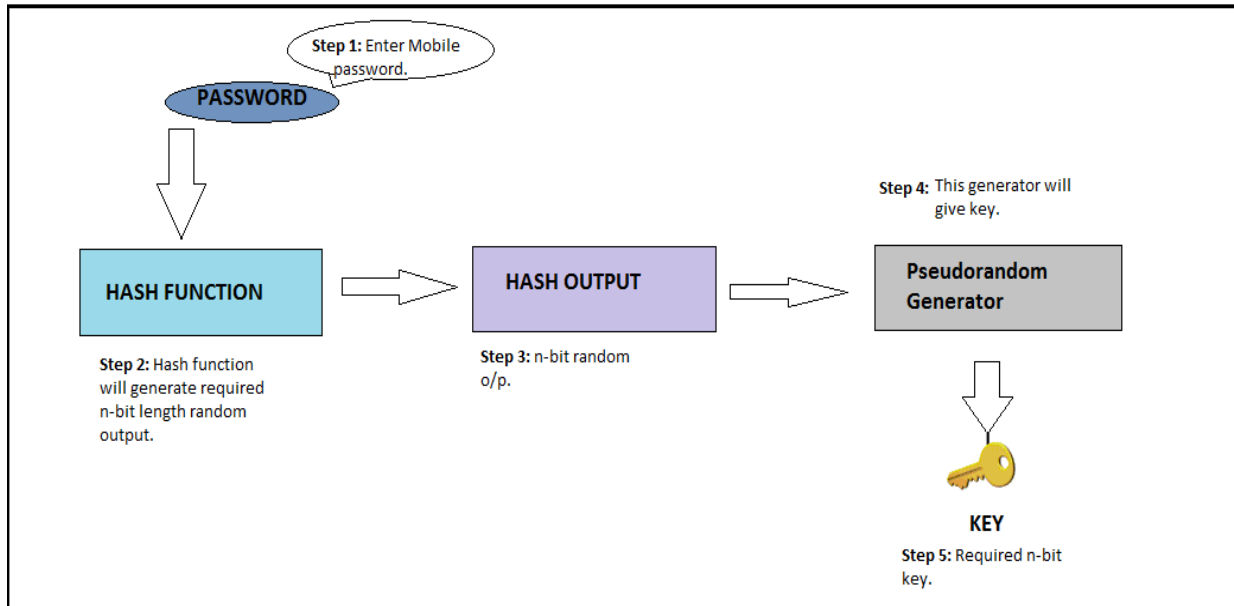 Step 1: Enter Mobile
password.
PASSWORD
HASH FUNCTION
Step 2: Hash function
will generate required
n-bit length random
output.
HASH OUTPUT
Step 3: n-bit random
o/p.
Step 4: This generator will
give key.
Pseudorandom
Generator
KEY
Step 5: Required n-bit
key.